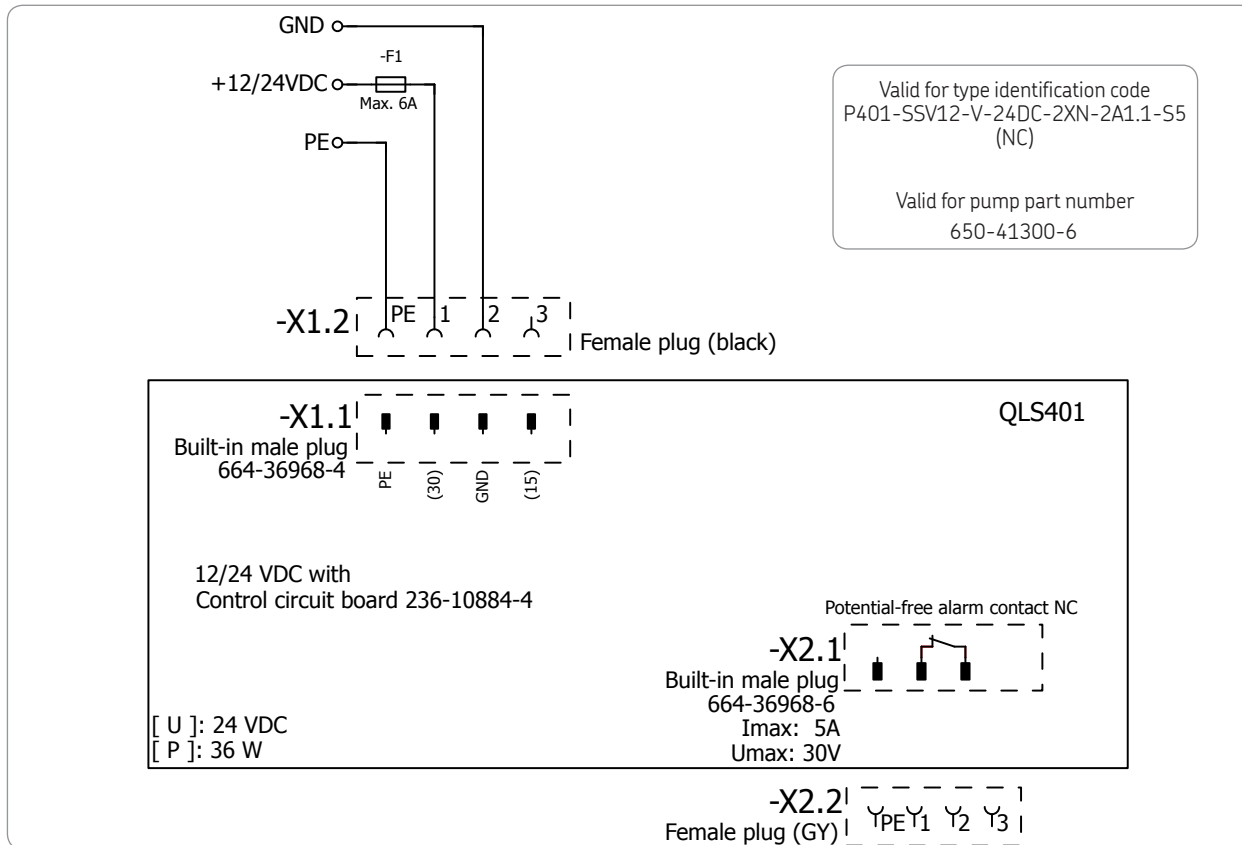 GND
-F1
+12/24VDC
Max. 6A
PE
Valid for type identification code
P401-SSV12-V-24DC-2XN-2A1.1-S5
(NC)
Valid for pump part number
650-41300-6
-X1.2
PE 1 2 3
Female plug (black)
QLS401
-X1.1
Built-in male plug
664-36968-4
PE (30) GND (15)
12/24 VDC with
Control circuit board 236-10884-4
Potential-free alarm contact NC
-X2.1
Built-in male plug
664-36968-6
Imax: 5A
Umax: 30V
[ U ]: 24 VDC
[ P ]: 36 W
-X2.2
PE 1 2 3
Female plug (GY)